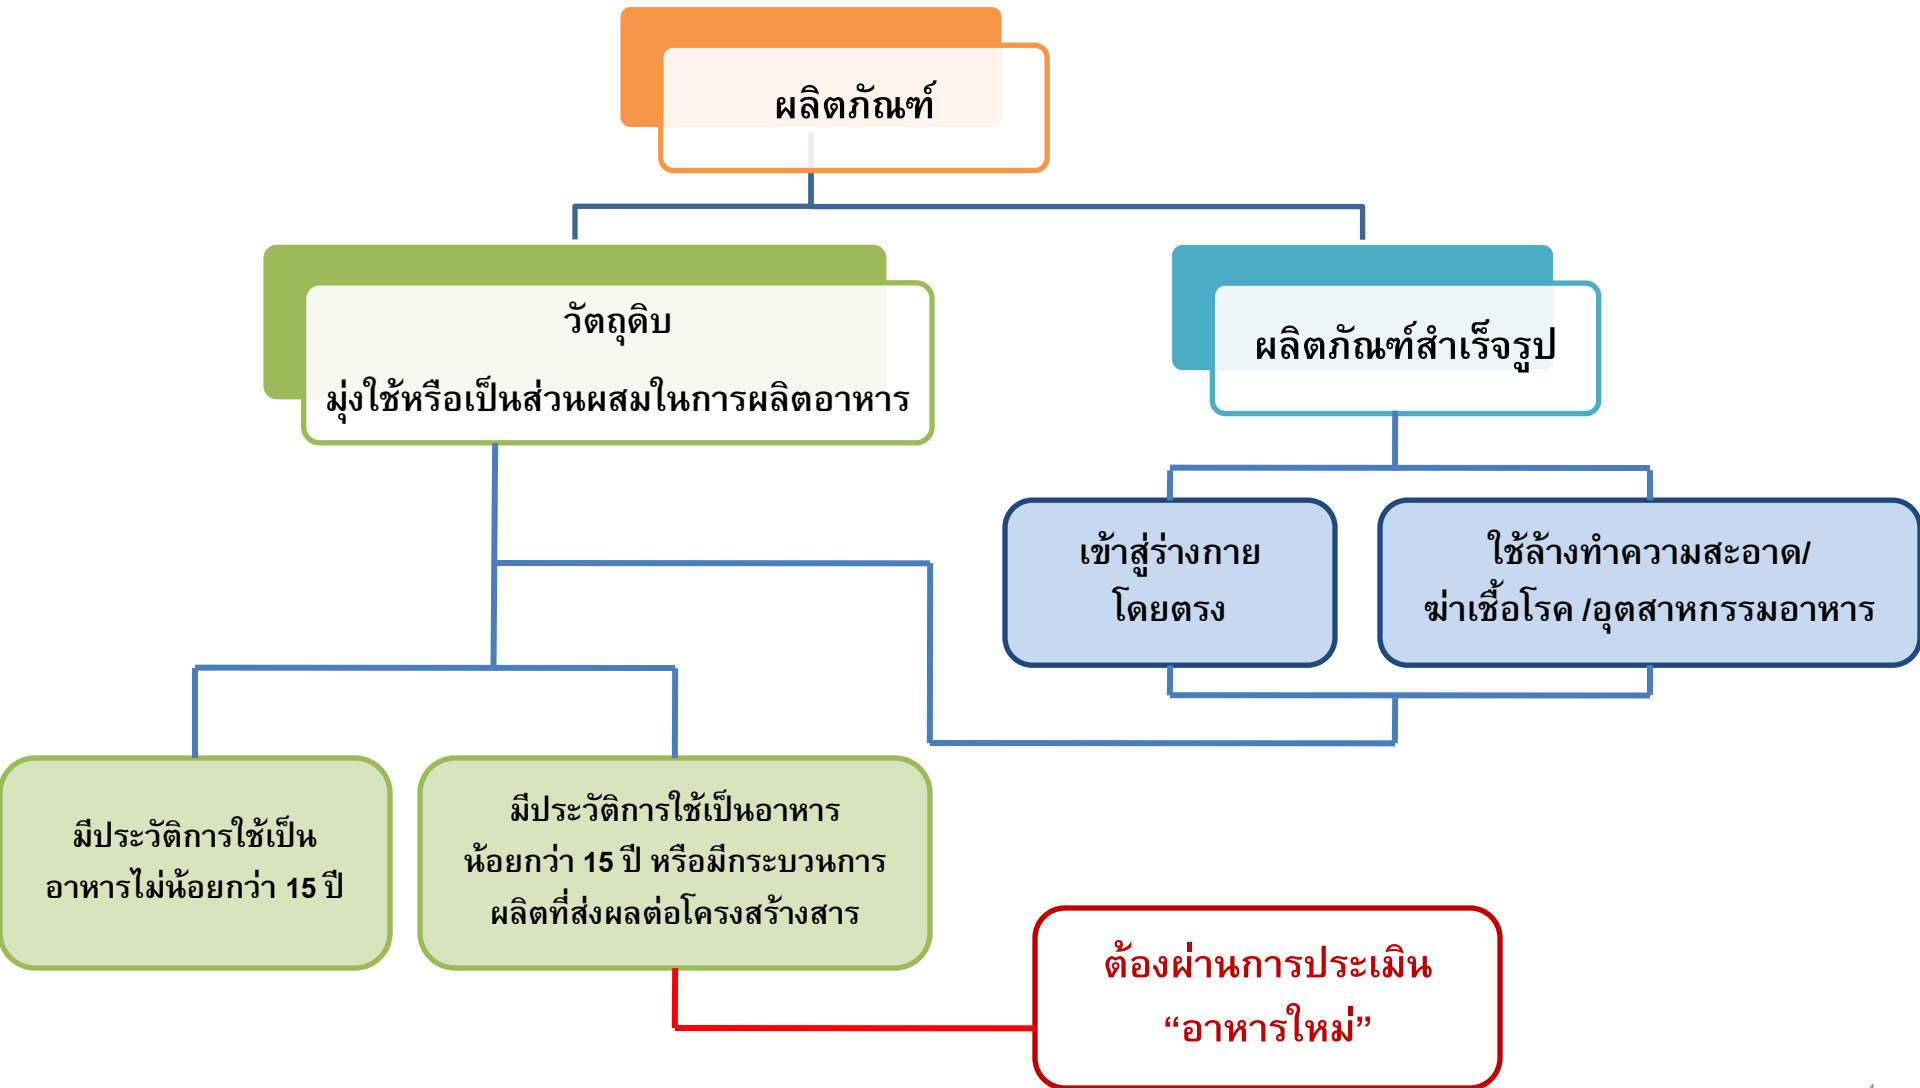 ผลิตภัณฑ์
วัตถุดิบ
มุ่งใช้หรือเป็นส่วนผสมในการผลิตอาหาร
ผลิตภัณฑ์สำเร็จรูป
เข้าสู่ร่างกาย
โดยตรง
ใช้ล้างทำความสะอาด/
ฆ่าเชื้อโรค /อุตสาหกรรมอาหาร
มีประวัติการใช้เป็น
อาหารไม่น้อยกว่า 15 ปี
มีประวัติการใช้เป็นอาหาร
น้อยกว่า 15 ปี หรือมีกระบวนการ
ผลิตที่ส่งผลต่อโครงสร้างสาร
ต้องผ่านการประเมิน
“อาหารใหม่”